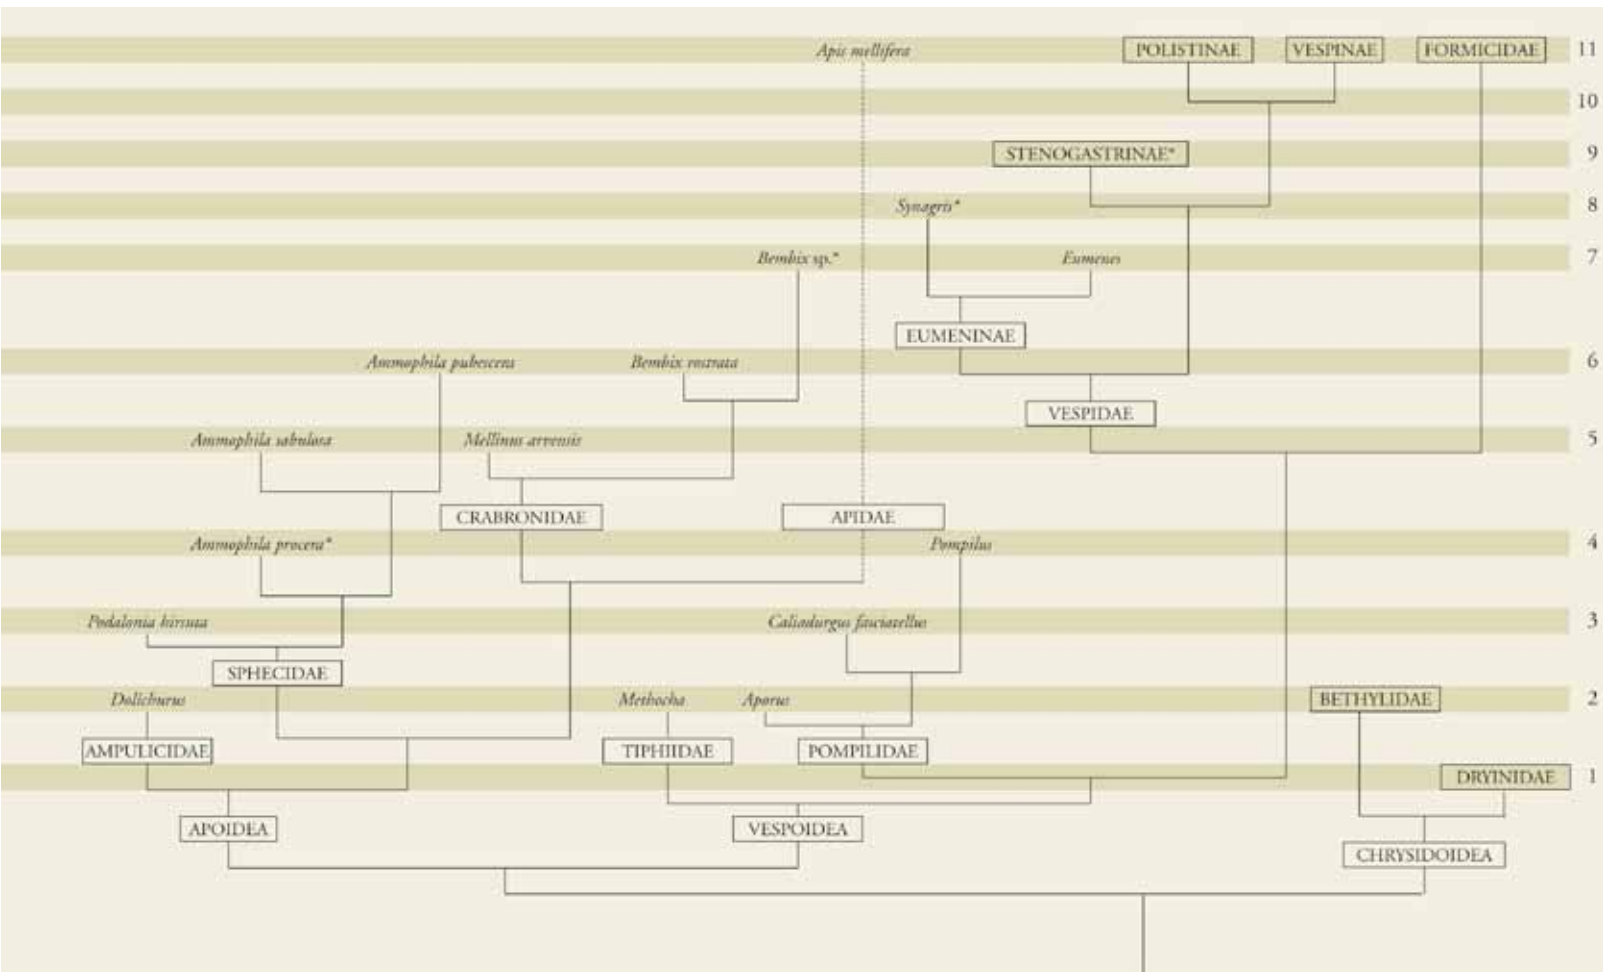 Apis mellifera POLISTINAE VESPINAE FORMICIDAE 11
10
STENOGASTRINAE* 9
Synagris* 8
Bembix sp.* Eumenes 7
EUMENINAE
Ammophila pubescens Bembix rostrata 6
VESPIDAE
Ammophila sabulosa Mellinus arvensis 5
CRABRONIDAE APIDAE
Ammophila procera* Pompilus 4
Podalonia hirsuta Caliadurgus fasciatellus 3
SPHECIDAE
Dolichurus Methocha Aporus BETHYLIDAE 2
AMPULICIDAE TIPHIIDAE POMPILIDAE
DRYINIDAE 1
APOIDEA VESPOIDEA
CHRYSIDOIDEA